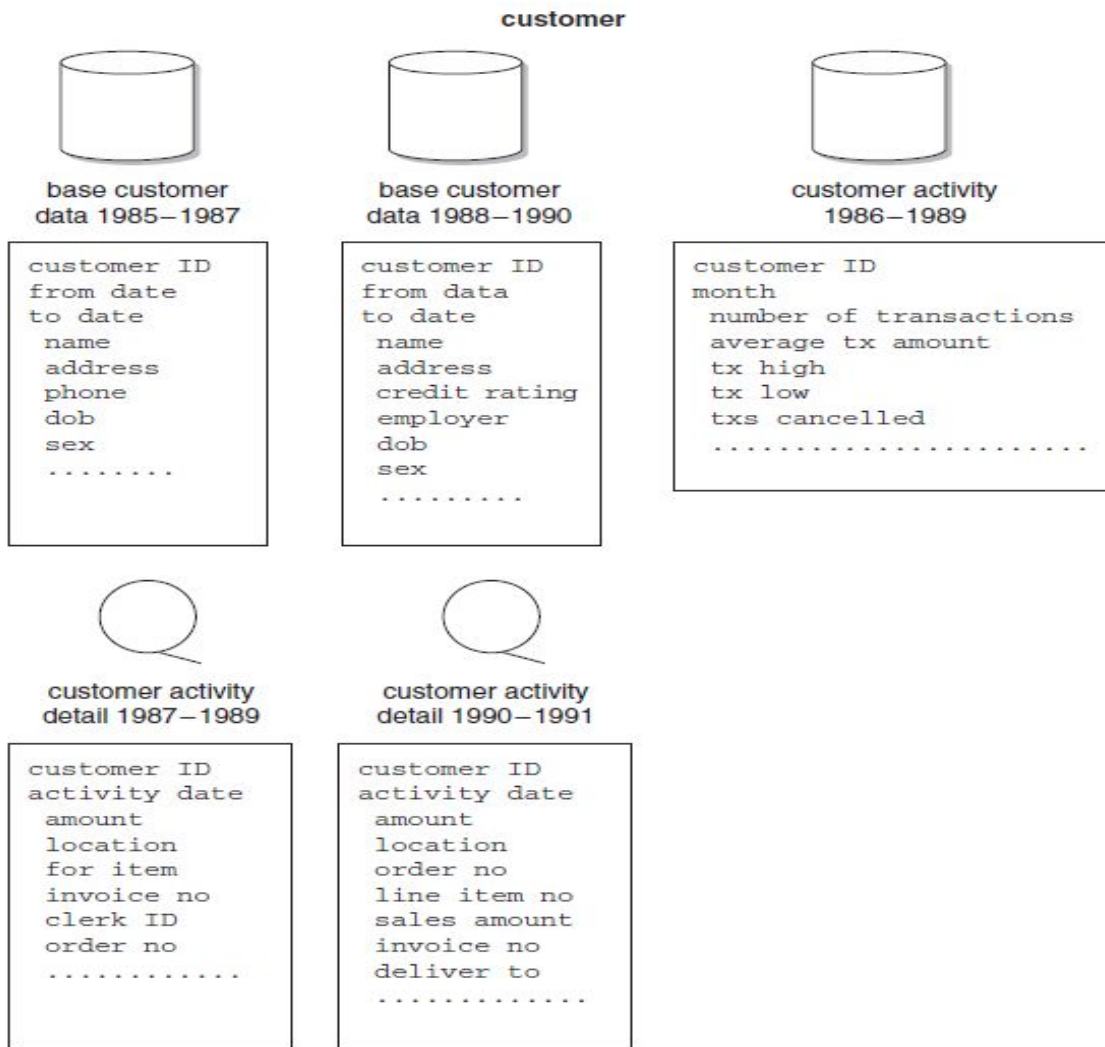 customer
base customer
data 1985–1987
customer ID
from date
to date
name
address
phone
dob
sex
........
base customer
data 1988–1990
customer ID
from data
to date
name
address
credit rating
employer
dob
sex
.........
customer activity
1986–1989
customer ID
month
number of transactions
average tx amount
tx high
tx low
txs cancelled
........................
customer activity
detail 1987–1989
customer ID
activity date
amount
location
for item
invoice no
clerk ID
order no
............
customer activity
detail 1990–1991
customer ID
activity date
amount
location
order no
line item no
sales amount
invoice no
deliver to
.............